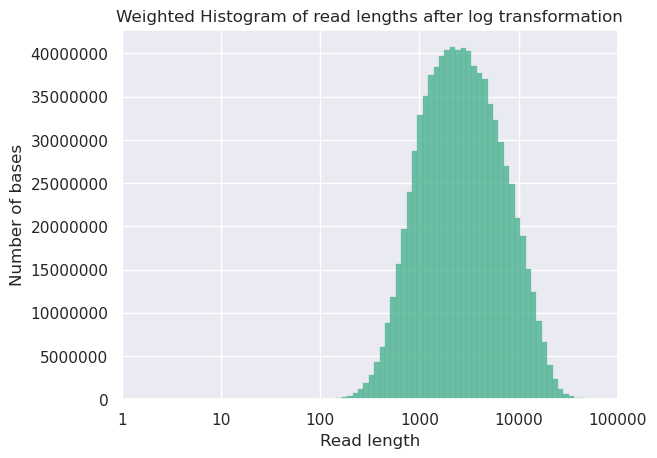 Weighted Histogram of read lengths after log transformation
40000000
35000000
30000000
25000000
20000000
15000000
10000000
5000000
0
Number of bases
1 10 100 1000 10000 100000
Read length